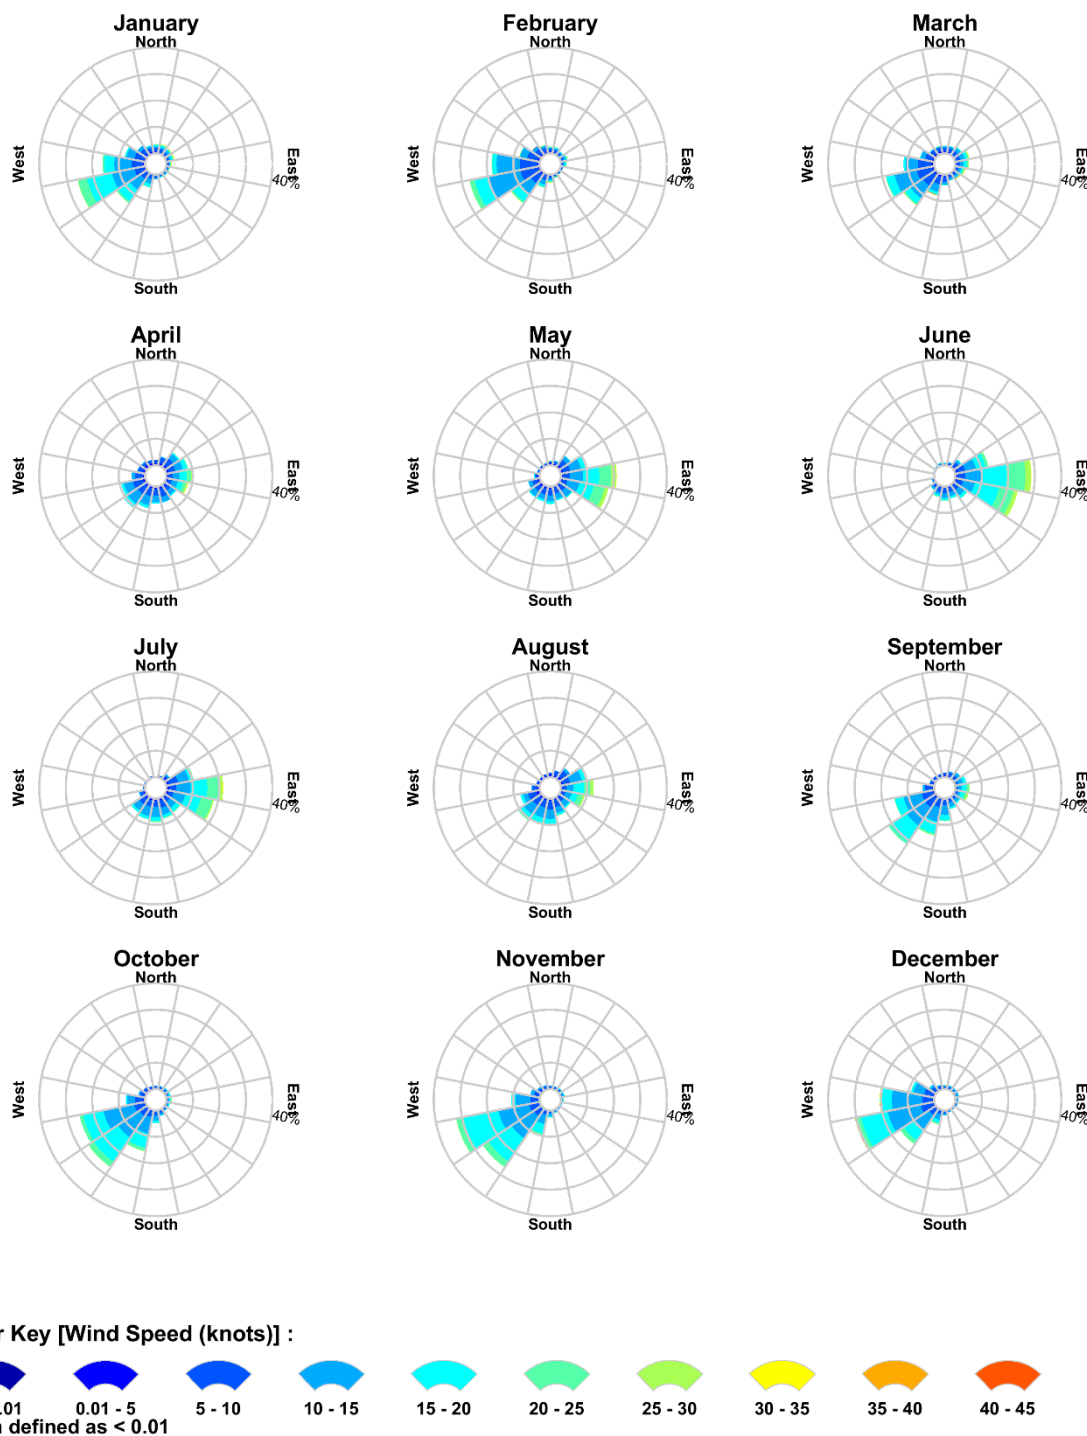 January
February
March
North
North
North
West
East
40%
West
East
40%
West
East
40%
South
South
South
April
May
June
North
North
North
West
East
40%
West
East
40%
West
East
40%
South
South
South
July
August
September
North
North
North
West
East
40%
West
East
40%
West
East
40%
South
South
South
October
November
December
North
North
North
West
East
40%
West
East
40%
West
East
40%
South
South
South
r Key [Wind Speed (knots)] :
.01
0.01 - 5
5 - 10
10 - 15
15 - 20
20 - 25
25 - 30
30 - 35
35 - 40
40 - 45
defined as < 0.01